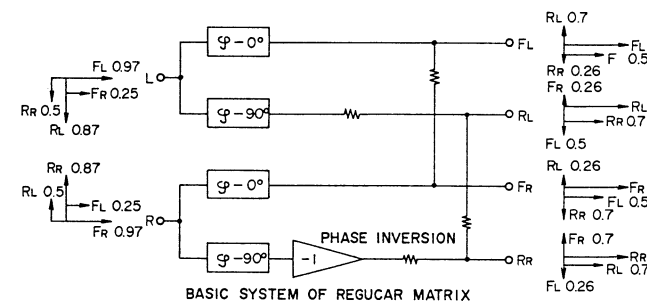 RL 0.7
FL
F 0.5
RR 0.26
φ-0°
FL
FL 0.97
L
FR 0.25
RR 0.5
RL 0.87
φ-90°
RL
FR 0.26
RL
RR 0.7
FL 0.5
RR 0.87
RL 0.5
FL 0.25
FR 0.97
R
φ-0°
FR
RL 0.26
FR
FL 0.5
RR 0.7
PHASE INVERSION
φ-90°
-1
RR
FR 0.7
RR
RL 0.7
FL 0.26
BASIC SYSTEM OF REGUCAR MATRIX